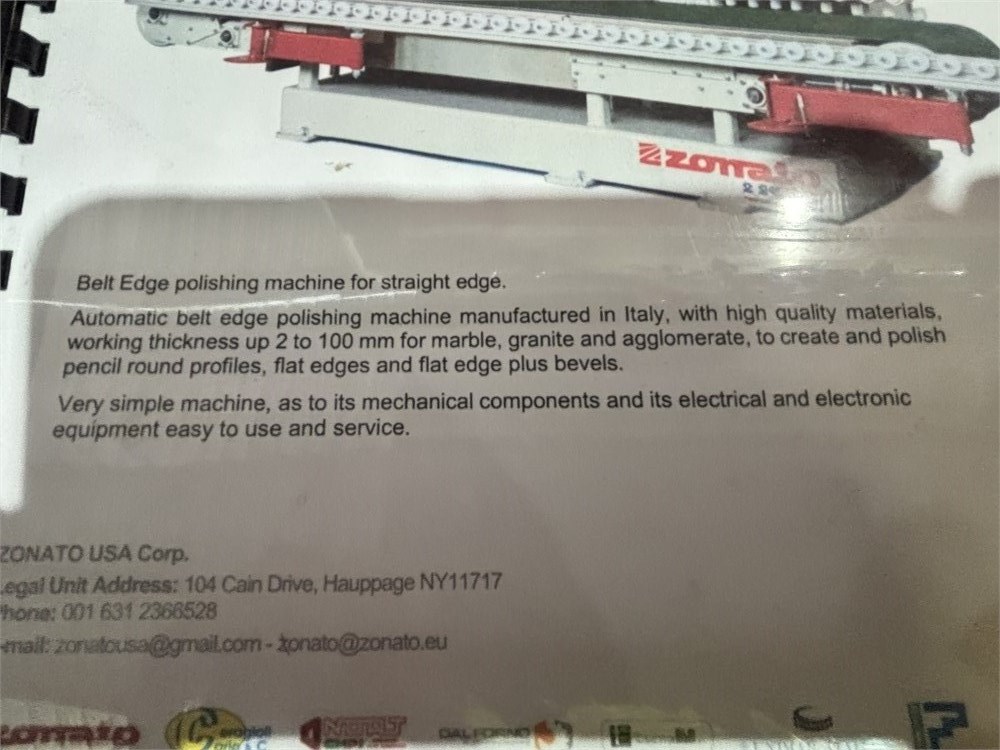 zonato
Belt Edge polishing machine for straight edge.
Automatic belt edge polishing machine manufactured in Italy, with high quality materials,
working thickness up 2 to 100 mm for marble, granite and agglomerate, to create and polish
pencil round profiles, flat edges and flat edge plus bevels.
Very simple machine, as to its mechanical components and its electrical and electronic
equipment easy to use and service.
ZONATO USA Corp.
Legal Unit Address: 104 Cain Drive, Hauppage NY11717
Phone: 001 631 2366528
-mail: zonatousa@gmail.com - zonato@zonato.eu
zonato